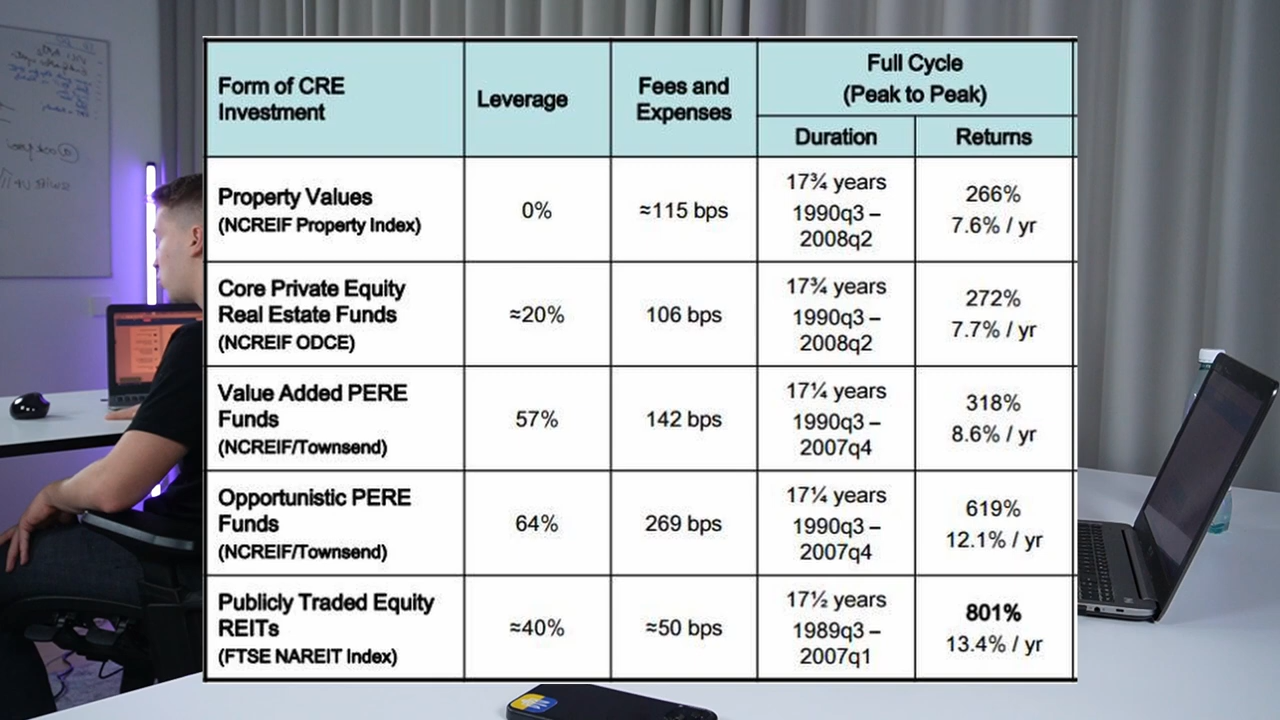 Form of CRE
Investment
Leverage
Fees and
Expenses
Full Cycle
(Peak to Peak)
Duration
Returns
Property Values
(NCREIF Property Index)
0%
≈115 bps
17¾ years
1990q3 –
2008q2
266%
7.6% / yr
Core Private Equity
Real Estate Funds
(NCREIF ODCE)
≈20%
106 bps
17¾ years
1990q3 –
2008q2
272%
7.7% / yr
Value Added PERE
Funds
(NCREIF/Townsend)
57%
142 bps
17¼ years
1990q3 –
2007q4
318%
8.6% / yr
Opportunistic PERE
Funds
(NCREIF/Townsend)
64%
269 bps
17¼ years
1990q3 –
2007q4
619%
12.1% / yr
Publicly Traded Equity
REITs
(FTSE NAREIT Index)
≈40%
≈50 bps
17½ years
1989q3 –
2007q1
801%
13.4% / yr